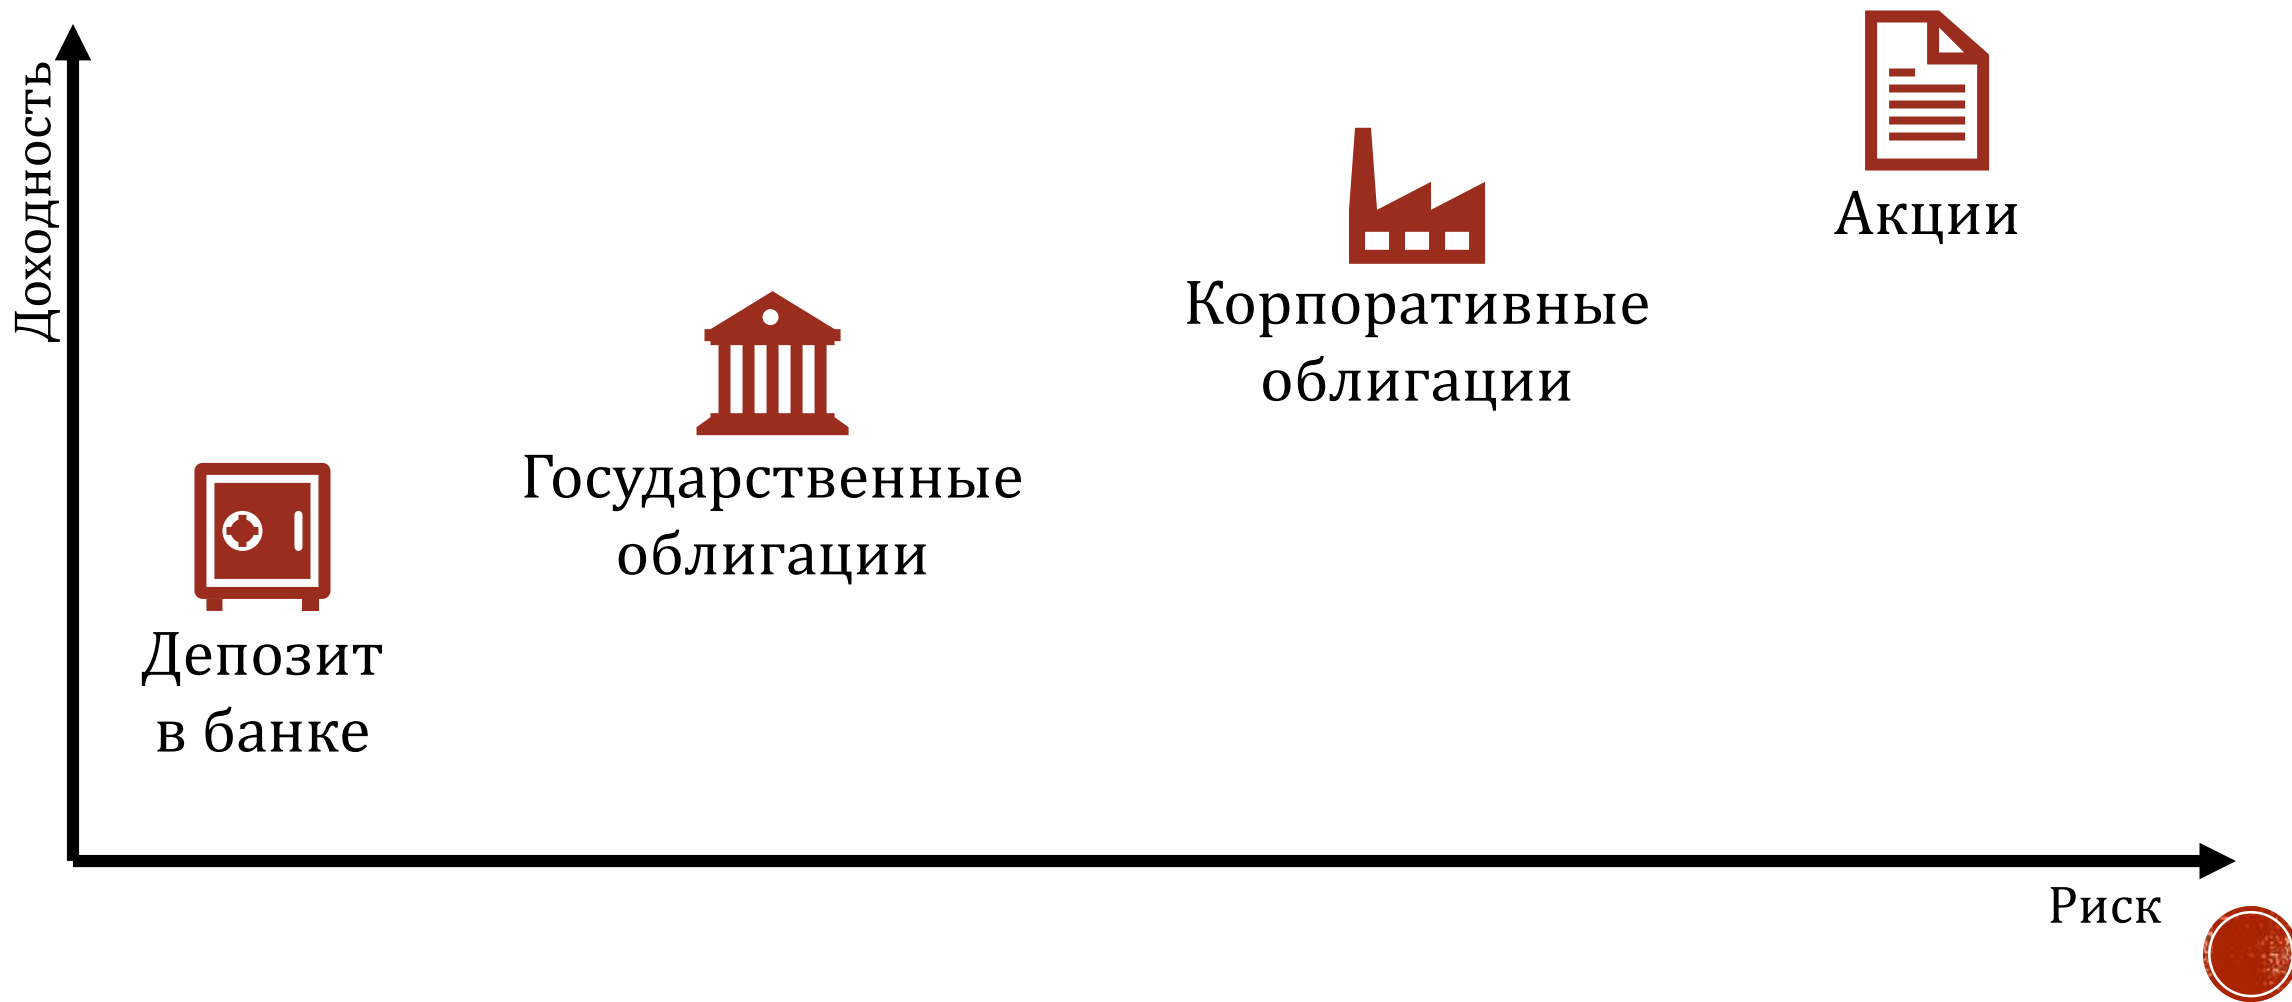 Доходность
Акции
Корпоративные
облигации
Государственные
облигации
Депозит
в банке
Риск